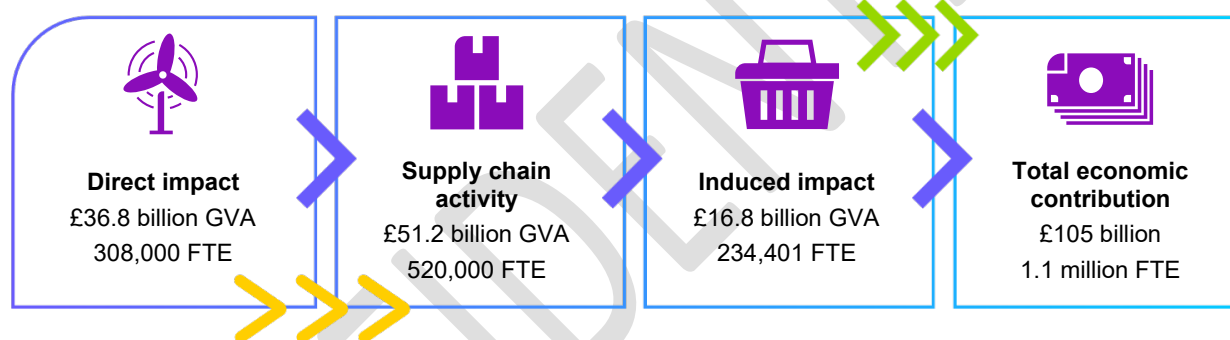 Direct impact
£36.8 billion GVA
308,000 FTE
Supply chain
activity
£51.2 billion GVA
520,000 FTE
Induced impact
£16.8 billion GVA
234,401 FTE
Total economic
contribution
£105 billion
1.1 million FTE